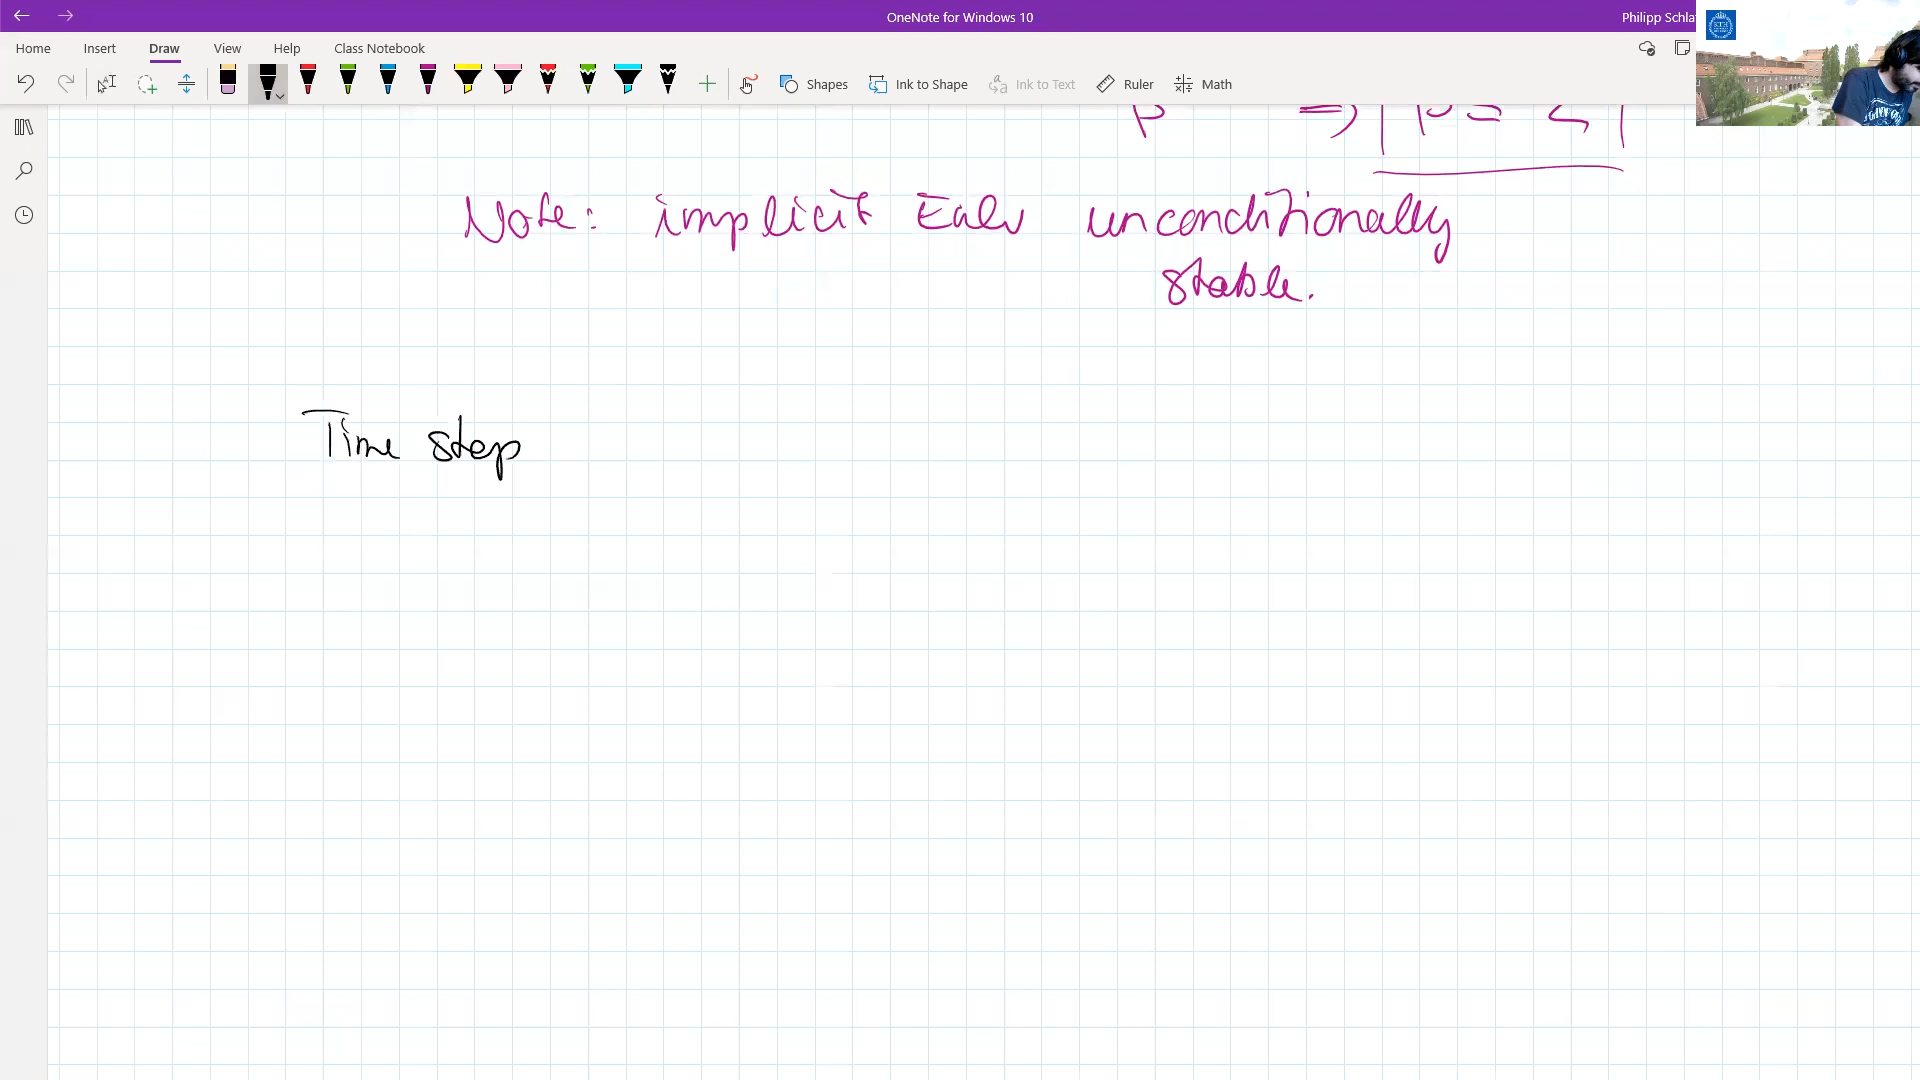 OneNote for Windows 10
Philipp Schla
Home Insert Draw View Help Class Notebook
Shapes Ink to Shape Ink to Text Ruler Math
Note: implicit Euler unconditionally
stable.
Time step